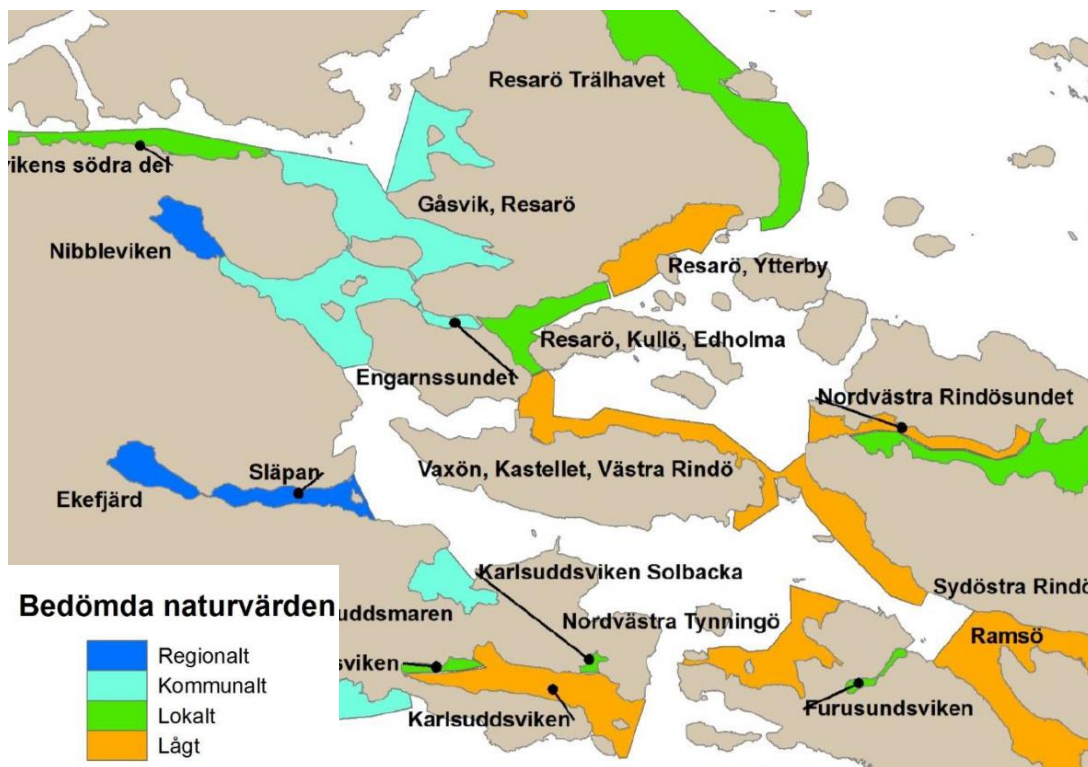 Resarö Trälhavet
vikens södra del
Gåsvik, Resarö
Nibbleviken
Resarö, Ytterby
Resarö, Kullö, Edholma
Engarnssundet
Nordvästra Rindösundet
Släpan
Vaxön, Kastellet, Västra Rindö
Ekefjärd
Karlsuddsviken Solbacka
Sydöstra Rindö
uddsmaren
Nordvästra Tynningö
Ramsö
sviken
Karlsuddsviken
Furusundsviken
Bedömda naturvärden
Regionalt
Kommunalt
Lokalt
Lågt